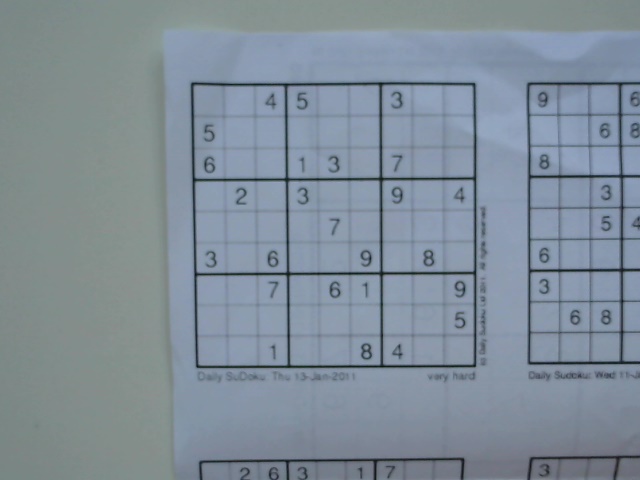 4 5 3
5
6 1 3 7
2 3 9 4
7
3 6 9 8
7 6 1 9
5
1 8 4
(c) Daily Sudoku Ltd 2011. All rights reserved.
Daily SuDoku: Thu 13-Jan-2011 very hard
9 6
6 8
8
3
5 4
6
3
6 8
Daily Sudoku: Wed 11-J
2 6 3 1 7
3